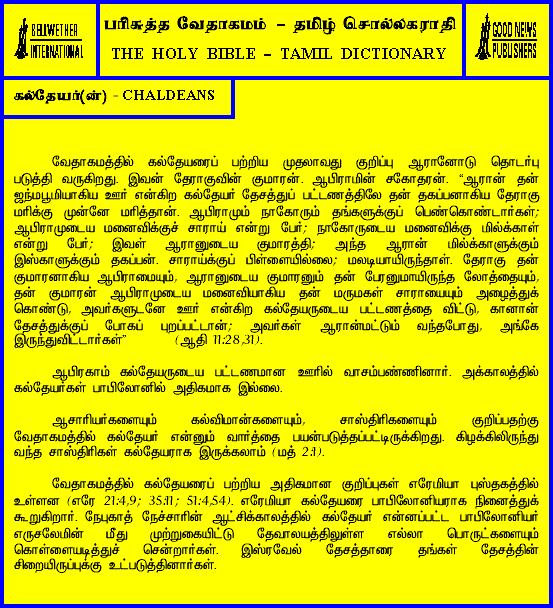 BELLWETHER
INTERNATIONAL
பரிசுத்த வேதாகமம் – தமிழ் சொல்லகராதி
THE HOLY BIBLE – TAMIL DICTIONARY
GOOD NEWS
PUBLISHERS
கல்தேயர்(ன்) - CHALDEANS
வேதாகமத்தில் கல்தேயரைப் பற்றிய முதலாவது குறிப்பு ஆரானோடு தொடர்பு
படுத்தி வருகிறது. இவன் தேராகுவின் குமாரன். ஆபிராமின் சகோதரன். “ஆரான் தன்
ஜந்மபூமியாகிய ஊர் என்கிற கல்தேயர் தேசத்துப் பட்டணத்திலே தன் தகப்பனாகிய தேராகு
மரிக்கு முன்னே மரித்தான். ஆபிராமும் நாகோரும் தங்களுக்குப் பெண்கொண்டார்கள்;
ஆபிராமுடைய மனைவிக்குச் சாராய் என்று பேர்; நாகோருடைய மனைவிக்கு மில்க்காள்
என்று பேர்; இவள் ஆரானுடைய குமாரத்தி; அந்த ஆரான் மில்க்காளுக்கும்
இஸ்காளுக்கும் தகப்பன். சாராய்க்குப் பிள்ளையில்லை; மலடியாயிருந்தாள். தேராகு தன்
குமாரனாகிய ஆபிராமையும், ஆரானுடைய குமாரனும் தன் பேரனுமாயிருந்த லோத்தையும்,
தன் குமாரன் ஆபிராமுடைய மனைவியாகிய தன் மருமகள் சாராயையும் அழைத்துக்
கொண்டு, அவர்களுடனே ஊர் என்கிற கல்தேயருடைய பட்டணத்தை விட்டு, கானான்
தேசத்துக்குப் போகப் புறப்பட்டான்; அவர்கள் ஆரான்மட்டும் வந்தபோது, அங்கே
இருந்துவிட்டார்கள்” (ஆதி 11:28,31).
ஆபிரகாம் கல்தேயருடைய பட்டணமான ஊரில் வாசம்பண்ணினார். அக்காலத்தில்
கல்தேயர்கள் பாபிலோனில் அதிகமாக இல்லை.
ஆசாரியர்களையும் கல்விமான்களையும், சாஸ்திரிகளையும் குறிப்பதற்கு
வேதாகமத்தில் கல்தேயர் என்னும் வார்த்தை பயன்படுத்தப்பட்டிருக்கிறது. கிழக்கிலிருந்து
வந்த சாஸ்திரிகள் கல்தேயராக இருக்கலாம் (மத் 2:1).
வேதாகமத்தில் கல்தேயரைப் பற்றிய அதிகமான குறிப்புகள் எரேமியா புஸ்தகத்தில்
உள்ளன (எரே 21:4,9; 35:11; 51:4,54). எரேமியா கல்தேயரை பாபிலோனியராக நினைத்துக்
கூறுகிறார். நேபுகாத் நேச்சாரின் ஆட்சிக்காலத்தில் கல்தேயர் என்னப்பட்ட பாபிலோனியர்
எருசலேமின் மீது முற்றுகையிட்டு தேவாலயத்திலுள்ள எல்லா பொருட்களையும்
கொள்ளையடித்துச் சென்றார்கள். இஸ்ரவேல் தேசத்தாரை தங்கள் தேசத்தின்
சிறையிருப்புக்கு உட்படுத்தினார்கள்.